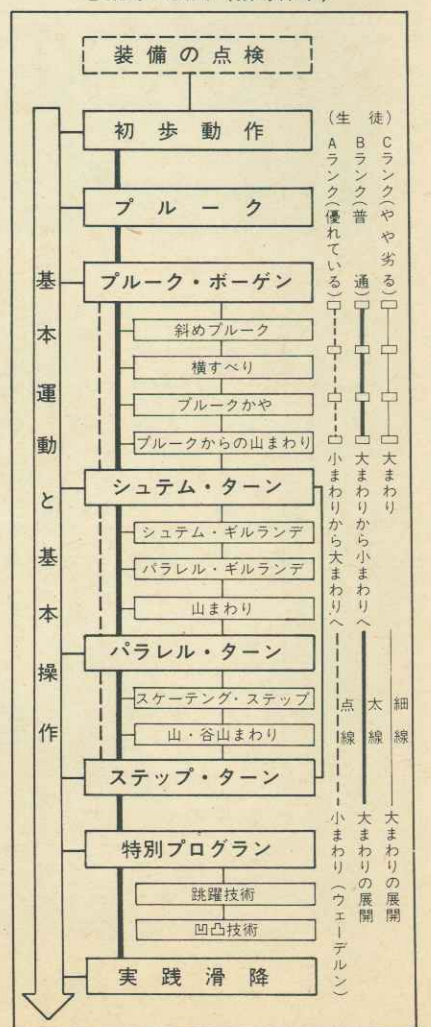 装備の点検
初歩動作
プルーク
プルーク・ボーゲン
斜めプルーク
横すべり
プルークかや
プルークからの山まわり
シュテム・ターン
シュテム・ギルランデ
パラレル・ギルランデ
山まわり
パラレル・ターン
スケーティング・ステップ
山・谷山まわり
ステップ・ターン
特別プログラン
跳躍技術
凹凸技術
実践滑降
基本運動と基本操作
(生徒)
Cランク(やや劣る)
大まわり
細線
大まわりの展開
Bランク(普通)
大まわりから小まわりへ
太線
大まわりの展開
Aランク(優れている)
小まわりから大まわりへ
点線
小まわり(ウェーデルン)